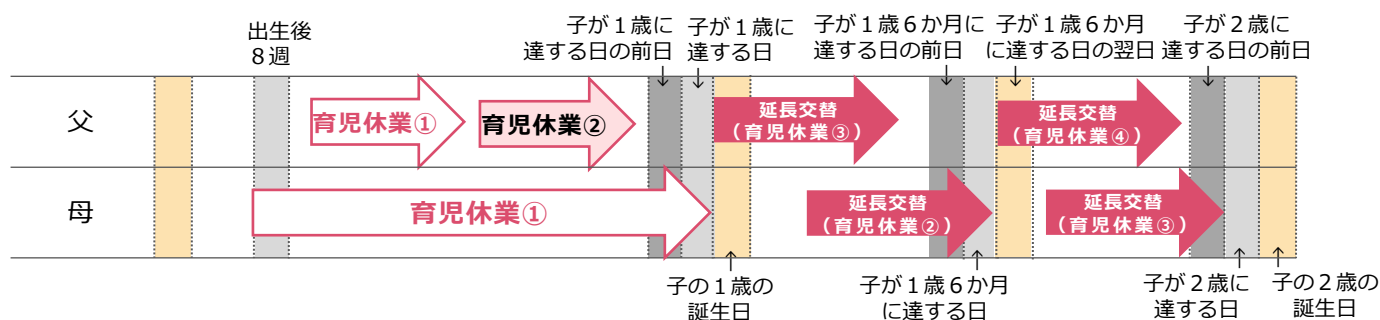 出生後
８週
子が１歳に
達する日の前日
子が１歳に
達する日
子が１歳６か月に
達する日の前日
子が１歳６か月
に達する日の翌日
子が２歳に
達する日の前日
父
育児休業①
育児休業②
延長交替
（育児休業③）
延長交替
（育児休業④）
母
育児休業①
延長交替
（育児休業②）
延長交替
（育児休業③）
子の１歳の
誕生日
子が１歳６か月
に達する日
子が２歳に
達する日
子の２歳の
誕生日